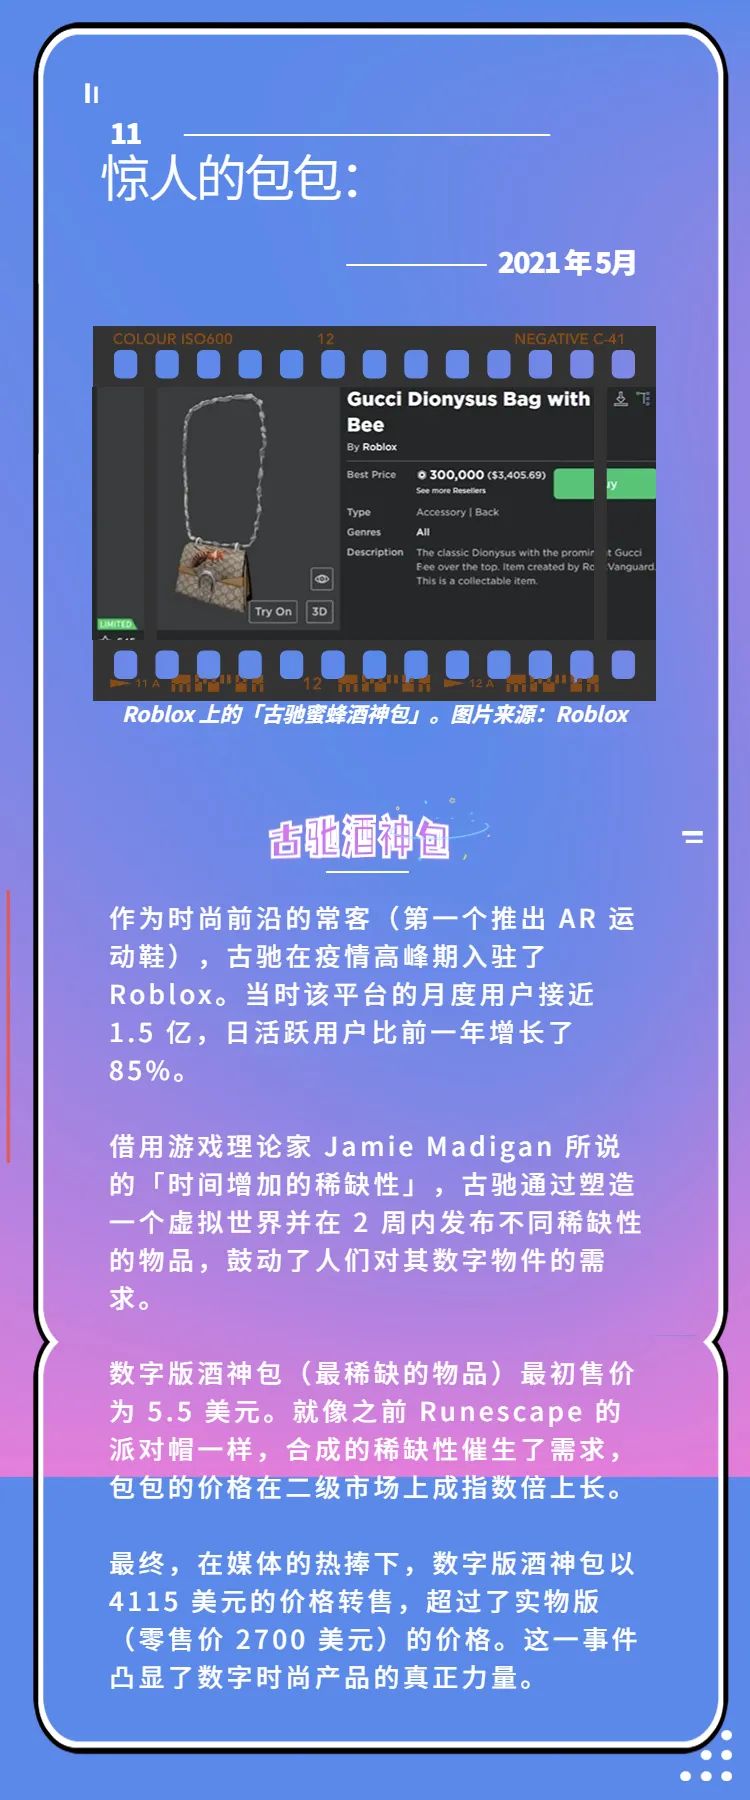 11
惊人的包包：
2021 年 5月
COLOUR ISO600 12 NEGATIVE C-41
Gucci Dionysus Bag with
Bee
By Roblox
Best Price 300,000 ($3,405.69)
See more Resellers
uy
Type Accessory | Back
Genres All
Description The classic Dionysus with the promin t Gucci
Bee over the top. Item created by Ro Vanguard.
This is a collectable item.
Try On 3D
LIMITED
11 A 12 12 A
Roblox 上的「古驰蜜蜂酒神包」。图片来源：Roblox
古驰酒神包
作为时尚前沿的常客（第一个推出 AR 运
动鞋），古驰在疫情高峰期入驻了
Roblox。当时该平台的月度用户接近
1.5 亿，日活跃用户比前一年增长了
85%。
借用游戏理论家 Jamie Madigan 所说
的「时间增加的稀缺性」，古驰通过塑造
一个虚拟世界并在 2 周内发布不同稀缺性
的物品，鼓动了人们对其数字物件的需
求。
数字版酒神包（最稀缺的物品）最初售价
为 5.5 美元。就像之前 Runescape 的
派对帽一样，合成的稀缺性催生了需求，
包包的价格在二级市场上成指数倍上长。
最终，在媒体的热捧下，数字版酒神包以
4115 美元的价格转售，超过了实物版
（零售价 2700 美元）的价格。这一事件
凸显了数字时尚产品的真正力量。